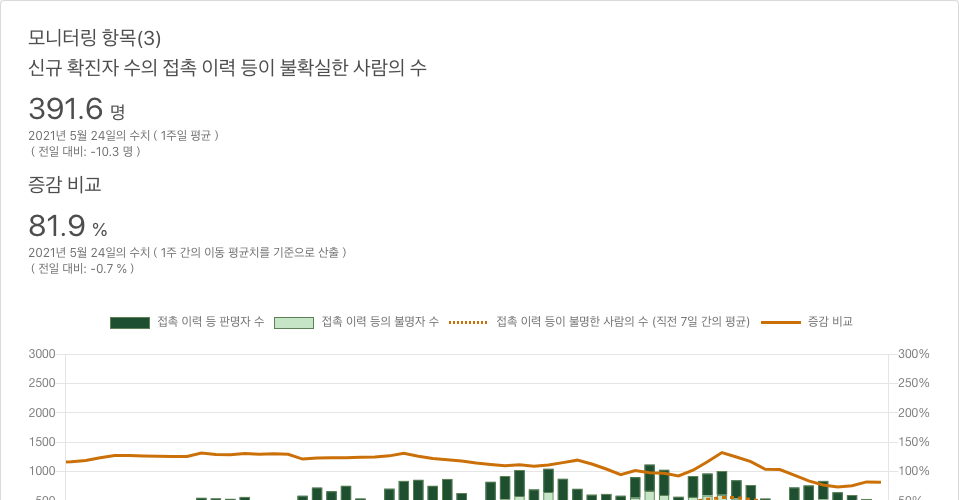 모니터링 항목(3)
신규 확진자 수의 접촉 이력 등이 불확실한 사람의 수
391.6 명
2021년 5월 24일의 수치 ( 1주일 평균 )
( 전일 대비: -10.3 명 )
증감 비교
81.9 %
2021년 5월 24일의 수치 ( 1주 간의 이동 평균치를 기준으로 산출 )
( 전일 대비: -0.7 % )
접촉 이력 등 판명자 수 접촉 이력 등의 불명자 수 접촉 이력 등이 불명한 사람의 수 (직전 7일 간의 평균) 증감 비교
3000 300%
2500 250%
2000 200%
1500 150%
1000 100%
500 50%